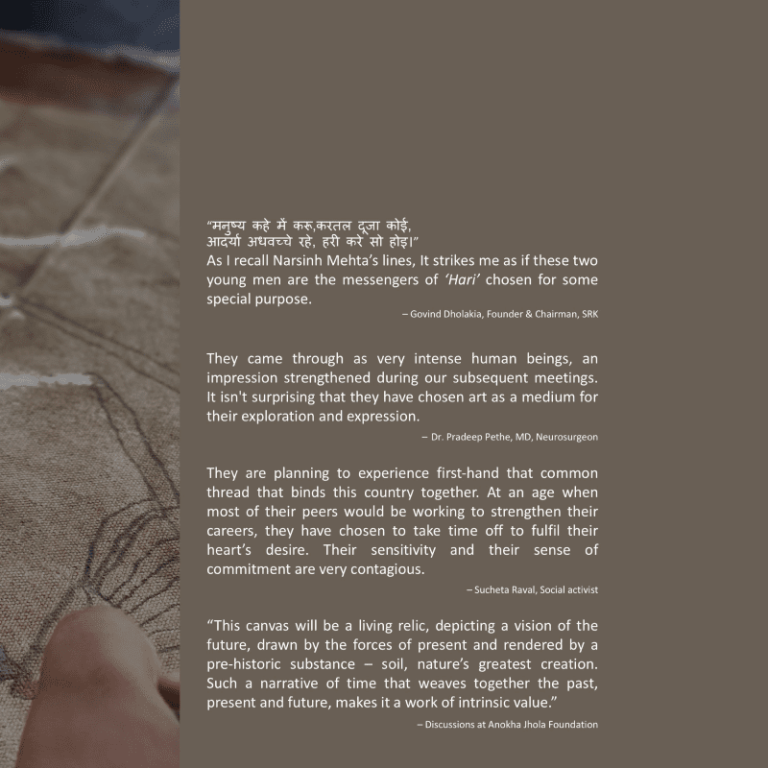 “मनुष्य कहे में करू,करतल दूजा कोई,
आदर्या अधवच्चे रहे, हरी करे सो होइ।”
As I recall Narsinh Mehta’s lines, It strikes me as if these two
young men are the messengers of ‘Hari’ chosen for some
special purpose.
– Govind Dholakia, Founder & Chairman, SRK
They came through as very intense human beings, an
impression strengthened during our subsequent meetings.
It isn't surprising that they have chosen art as a medium for
their exploration and expression.
– Dr. Pradeep Pethe, MD, Neurosurgeon
They are planning to experience first-hand that common
thread that binds this country together. At an age when
most of their peers would be working to strengthen their
careers, they have chosen to take time off to fulfil their
heart’s desire. Their sensitivity and their sense of
commitment are very contagious.
– Sucheta Raval, Social activist
“This canvas will be a living relic, depicting a vision of the
future, drawn by the forces of present and rendered by a
pre-historic substance – soil, nature’s greatest creation.
Such a narrative of time that weaves together the past,
present and future, makes it a work of intrinsic value.”
– Discussions at Anokha Jhola Foundation